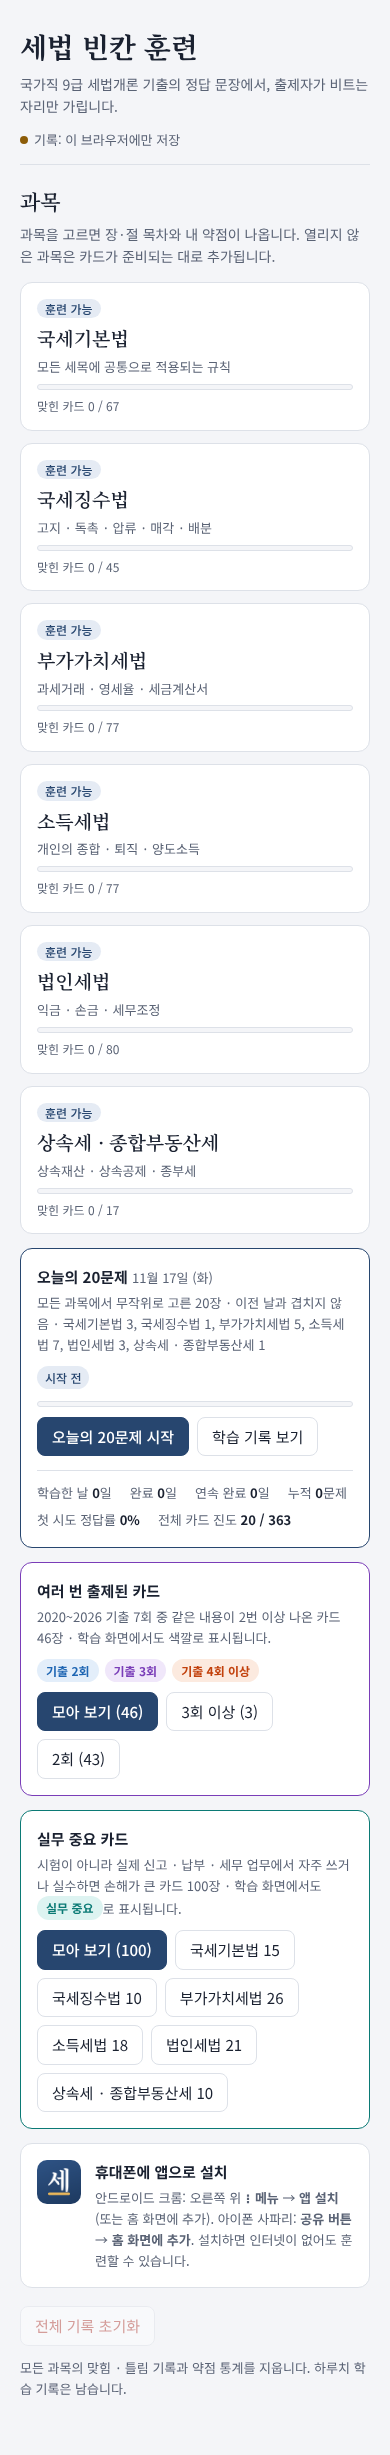 세법 빈칸 훈련
국가직 9급 세법개론 기출의 정답 문장에서, 출제자가 비트는
자리만 가립니다.
기록: 이 브라우저에만 저장
과목
과목을 고르면 장·절 목차와 내 약점이 나옵니다. 열리지 않
은 과목은 카드가 준비되는 대로 추가됩니다.
훈련 가능
국세기본법
모든 세목에 공통으로 적용되는 규칙
맞힌 카드 0 / 67
훈련 가능
국세징수법
고지 · 독촉 · 압류 · 매각 · 배분
맞힌 카드 0 / 45
훈련 가능
부가가치세법
과세거래 · 영세율 · 세금계산서
맞힌 카드 0 / 77
훈련 가능
소득세법
개인의 종합 · 퇴직 · 양도소득
맞힌 카드 0 / 77
훈련 가능
법인세법
익금 · 손금 · 세무조정
맞힌 카드 0 / 80
훈련 가능
상속세 · 종합부동산세
상속재산 · 상속공제 · 종부세
맞힌 카드 0 / 17
오늘의 20문제 11월 17일 (화)
모든 과목에서 무작위로 고른 20장 · 이전 날과 겹치지 않
음 · 국세기본법 3, 국세징수법 1, 부가가치세법 5, 소득세
법 7, 법인세법 3, 상속세 · 종합부동산세 1
시작 전
오늘의 20문제 시작 학습 기록 보기
학습한 날 0일 완료 0일 연속 완료 0일 누적 0문제
첫 시도 정답률 0% 전체 카드 진도 20 / 363
여러 번 출제된 카드
2020~2026 기출 7회 중 같은 내용이 2번 이상 나온 카드
46장 · 학습 화면에서도 색깔로 표시됩니다.
기출 2회 기출 3회 기출 4회 이상
모아 보기 (46) 3회 이상 (3)
2회 (43)
실무 중요 카드
시험이 아니라 실제 신고 · 납부 · 세무 업무에서 자주 쓰거
나 실수하면 손해가 큰 카드 100장 · 학습 화면에서도
실무 중요 로 표시됩니다.
모아 보기 (100) 국세기본법 15
국세징수법 10 부가가치세법 26
소득세법 18 법인세법 21
상속세 · 종합부동산세 10
세 휴대폰에 앱으로 설치
안드로이드 크롬: 오른쪽 위 ⋮ 메뉴 → 앱 설치
(또는 홈 화면에 추가). 아이폰 사파리: 공유 버튼
→ 홈 화면에 추가. 설치하면 인터넷이 없어도 훈
련할 수 있습니다.
전체 기록 초기화
모든 과목의 맞힘 · 틀림 기록과 약점 통계를 지웁니다. 하루치 학
습 기록은 남습니다.